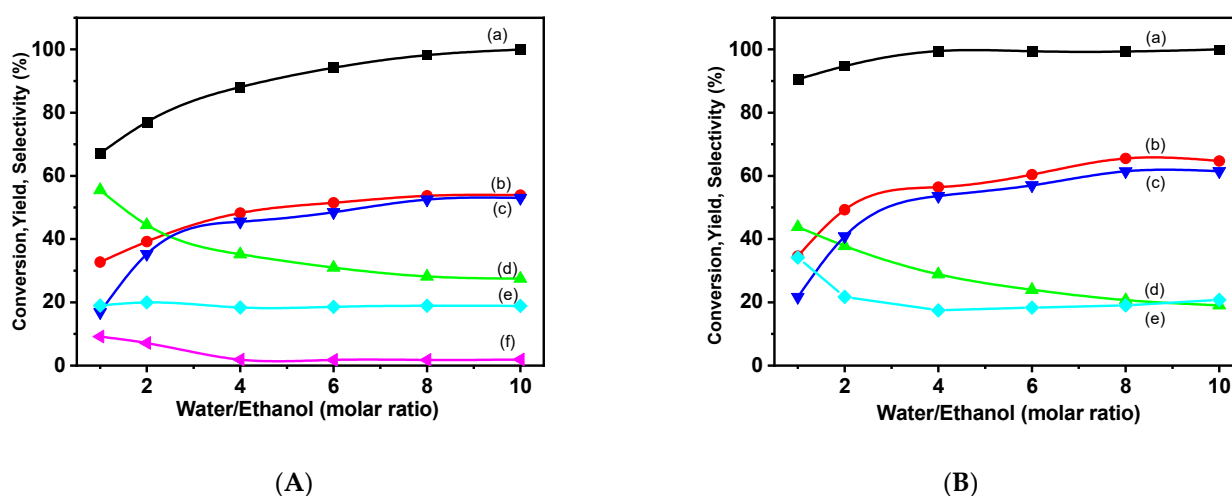 Conversion,Yield, Selectivity (%)
100
80
60
40
20
0
(a)
(b)
(c)
(d)
(e)
(f)
2
4
6
8
10
Water/Ethanol (molar ratio)
(A)
Conversion,Yield, Selectivity (%)
100
80
60
40
20
0
(a)
(b)
(c)
(d)
(e)
2
4
6
8
10
Water/Ethanol (molar ratio)
(B)